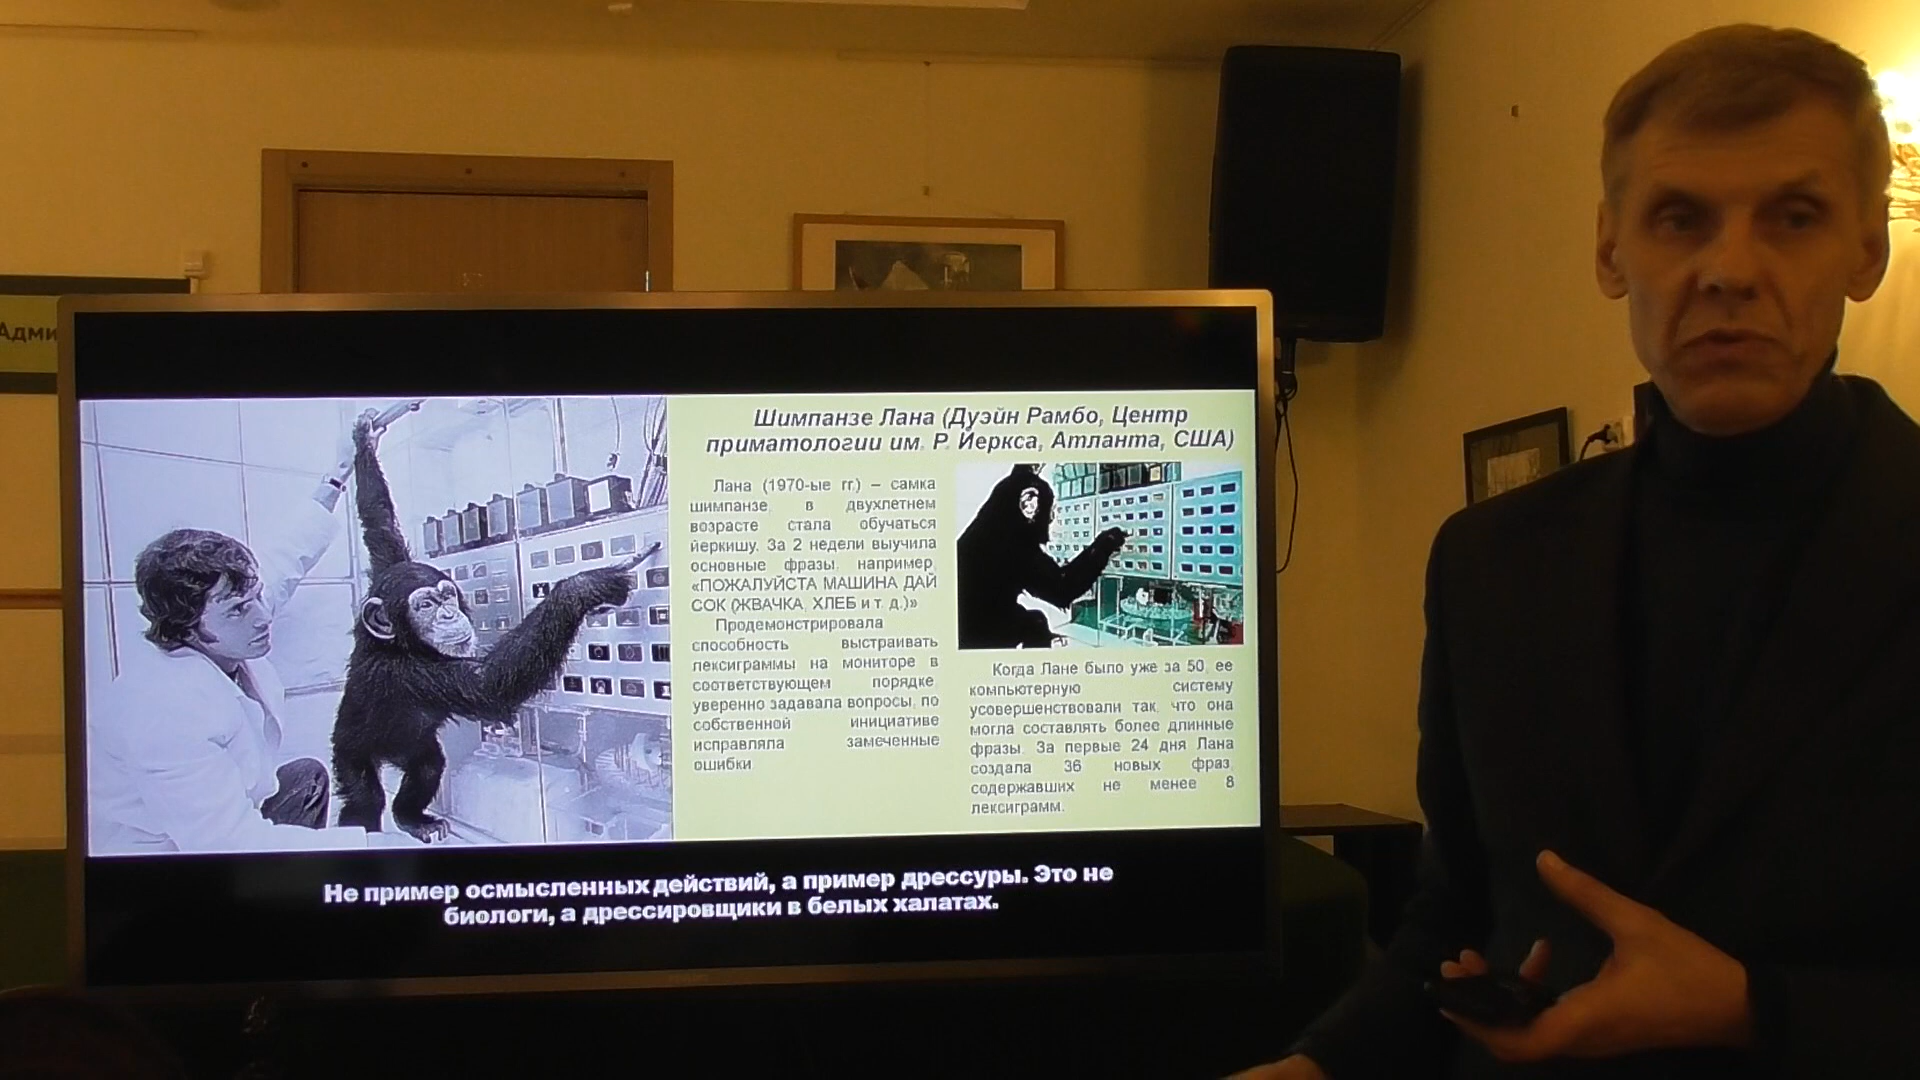 Адми
Шимпанзе Лана (Дуэйн Рамбо, Центр
приматологии им. Р. Йеркса, Атланта, США)
Лана (1970-ые гг.) – самка
шимпанзе, в двухлетнем
возрасте стала обучаться
йеркишу. За 2 недели выучила
основные фразы, например,
«ПОЖАЛУЙСТА МАШИНА ДАЙ
СОК (ЖВАЧКА, ХЛЕБ и т. д.)»
Продемонстрировала
способность выстраивать
лексиграммы на мониторе в
соответствующем порядке,
уверенно задавала вопросы, по
собственной инициативе
исправляла замеченные
ошибки.
Когда Лане было уже за 50, ее
компьютерную систему
усовершенствовали так, что она
могла составлять более длинные
фразы. За первые 24 дня Лана
создала 36 новых фраз,
содержавших не менее 8
лексиграмм.
Не пример осмысленных действий, а пример дрессуры. Это не
биологи, а дрессировщики в белых халатах.